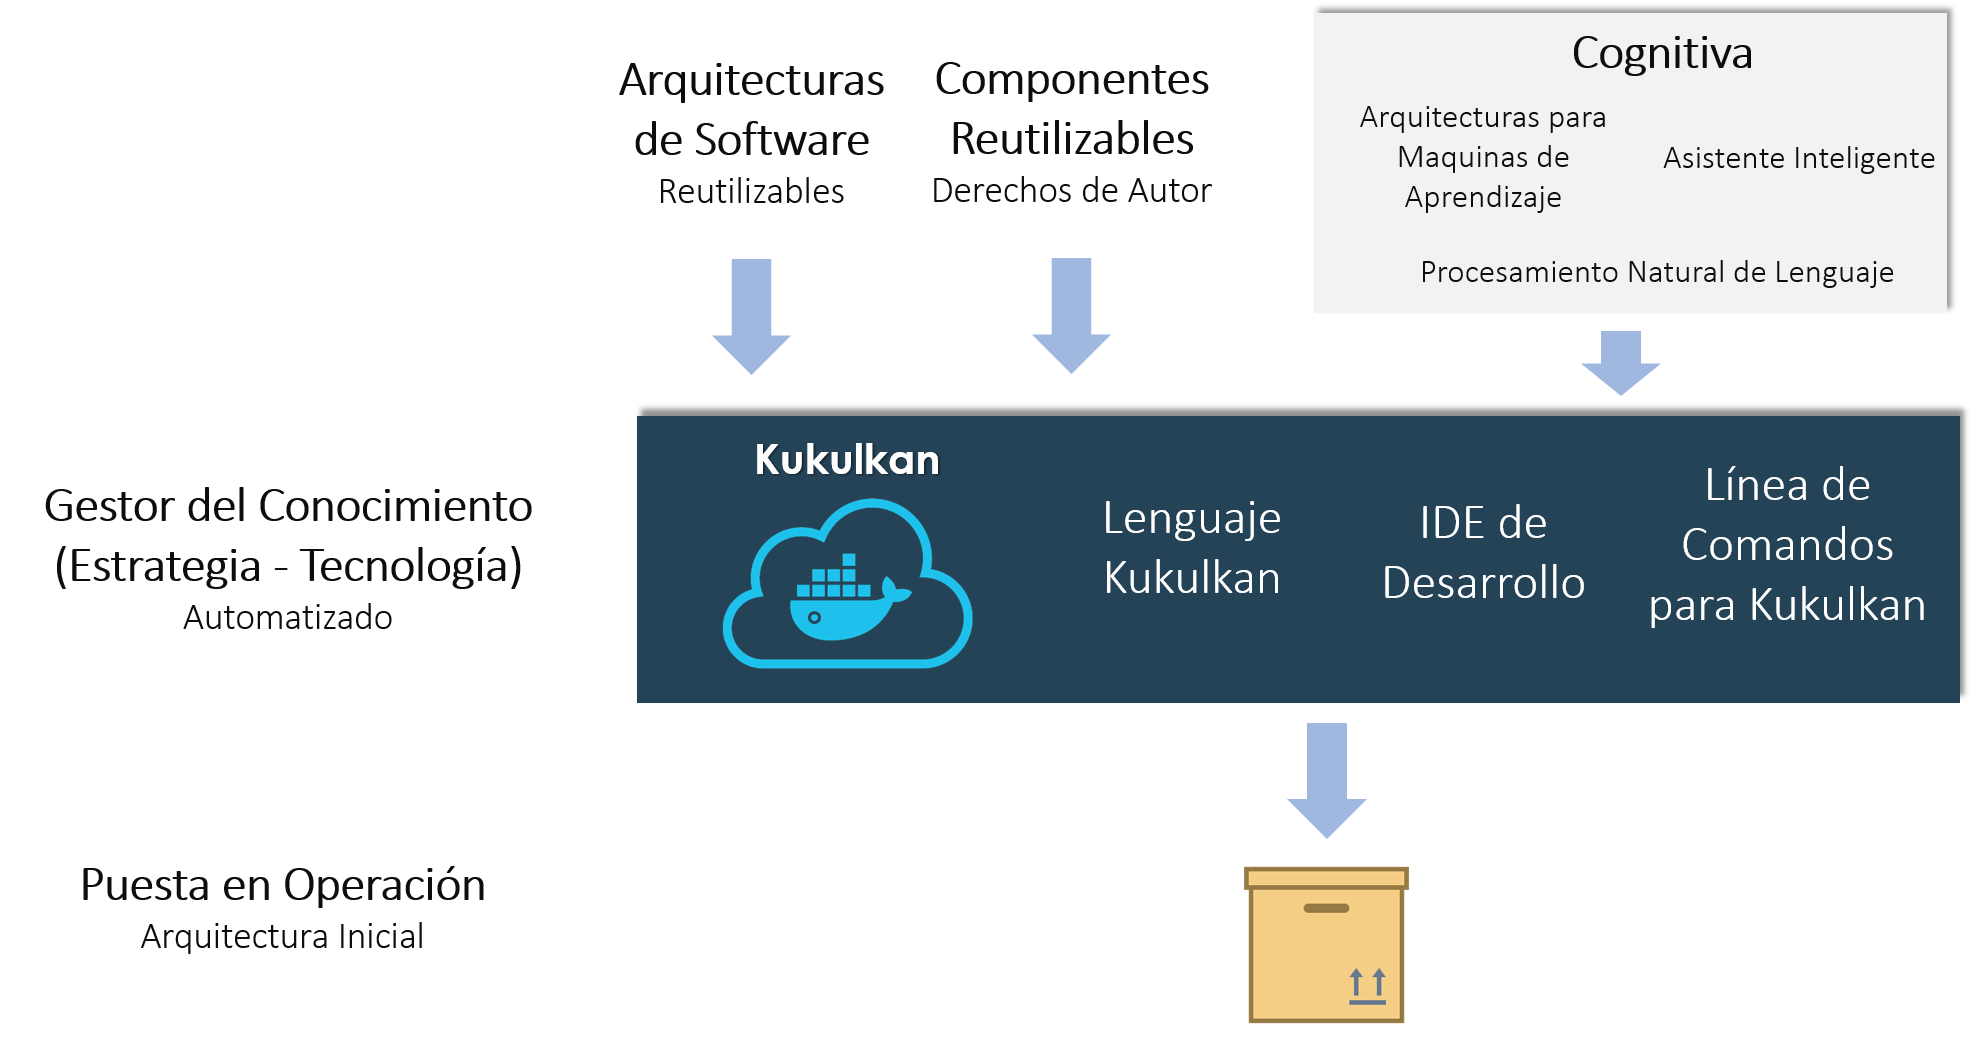 Arquitecturas
de Software
Reutilizables
Componentes
Reutilizables
Derechos de Autor
Cognitiva
Arquitecturas para
Maquinas de
Aprendizaje
Asistente Inteligente
Procesamiento Natural de Lenguaje
Gestor del Conocimiento
(Estrategia - Tecnología)
Automatizado
Kukulkan
Lenguaje
Kukulkan
IDE de
Desarrollo
Línea de
Comandos
para Kukulkan
Puesta en Operación
Arquitectura Inicial